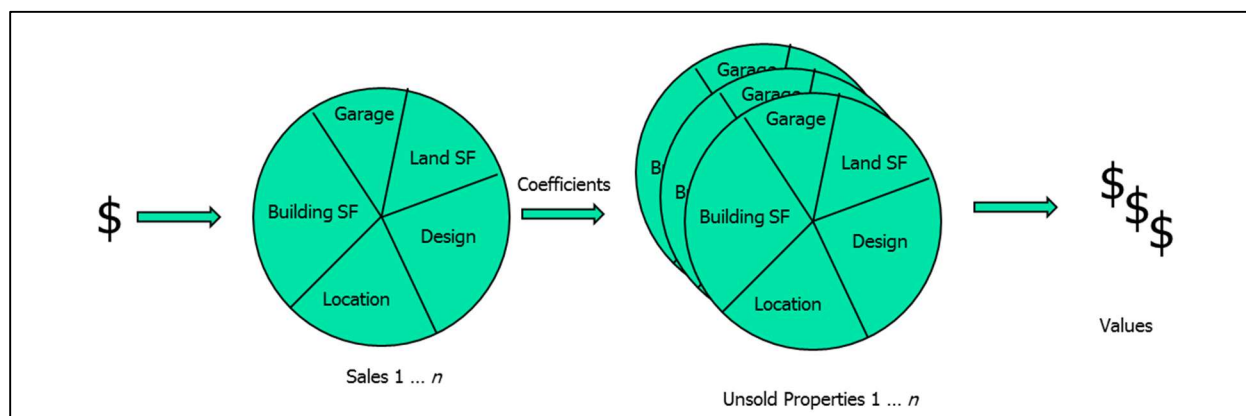 $
Garage
Land SF
Building SF
Design
Location
Sales 1 ... n
Coefficients
Garage
Garage
Garage
Land SF
Building SF
Design
Location
Unsold Properties 1 ... n
$
$
$
Values